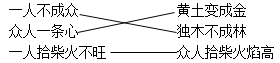 一人不成众 黄土变成金
众人一条心 独木不成林
一人拾柴火不旺 众人拾柴火焰高